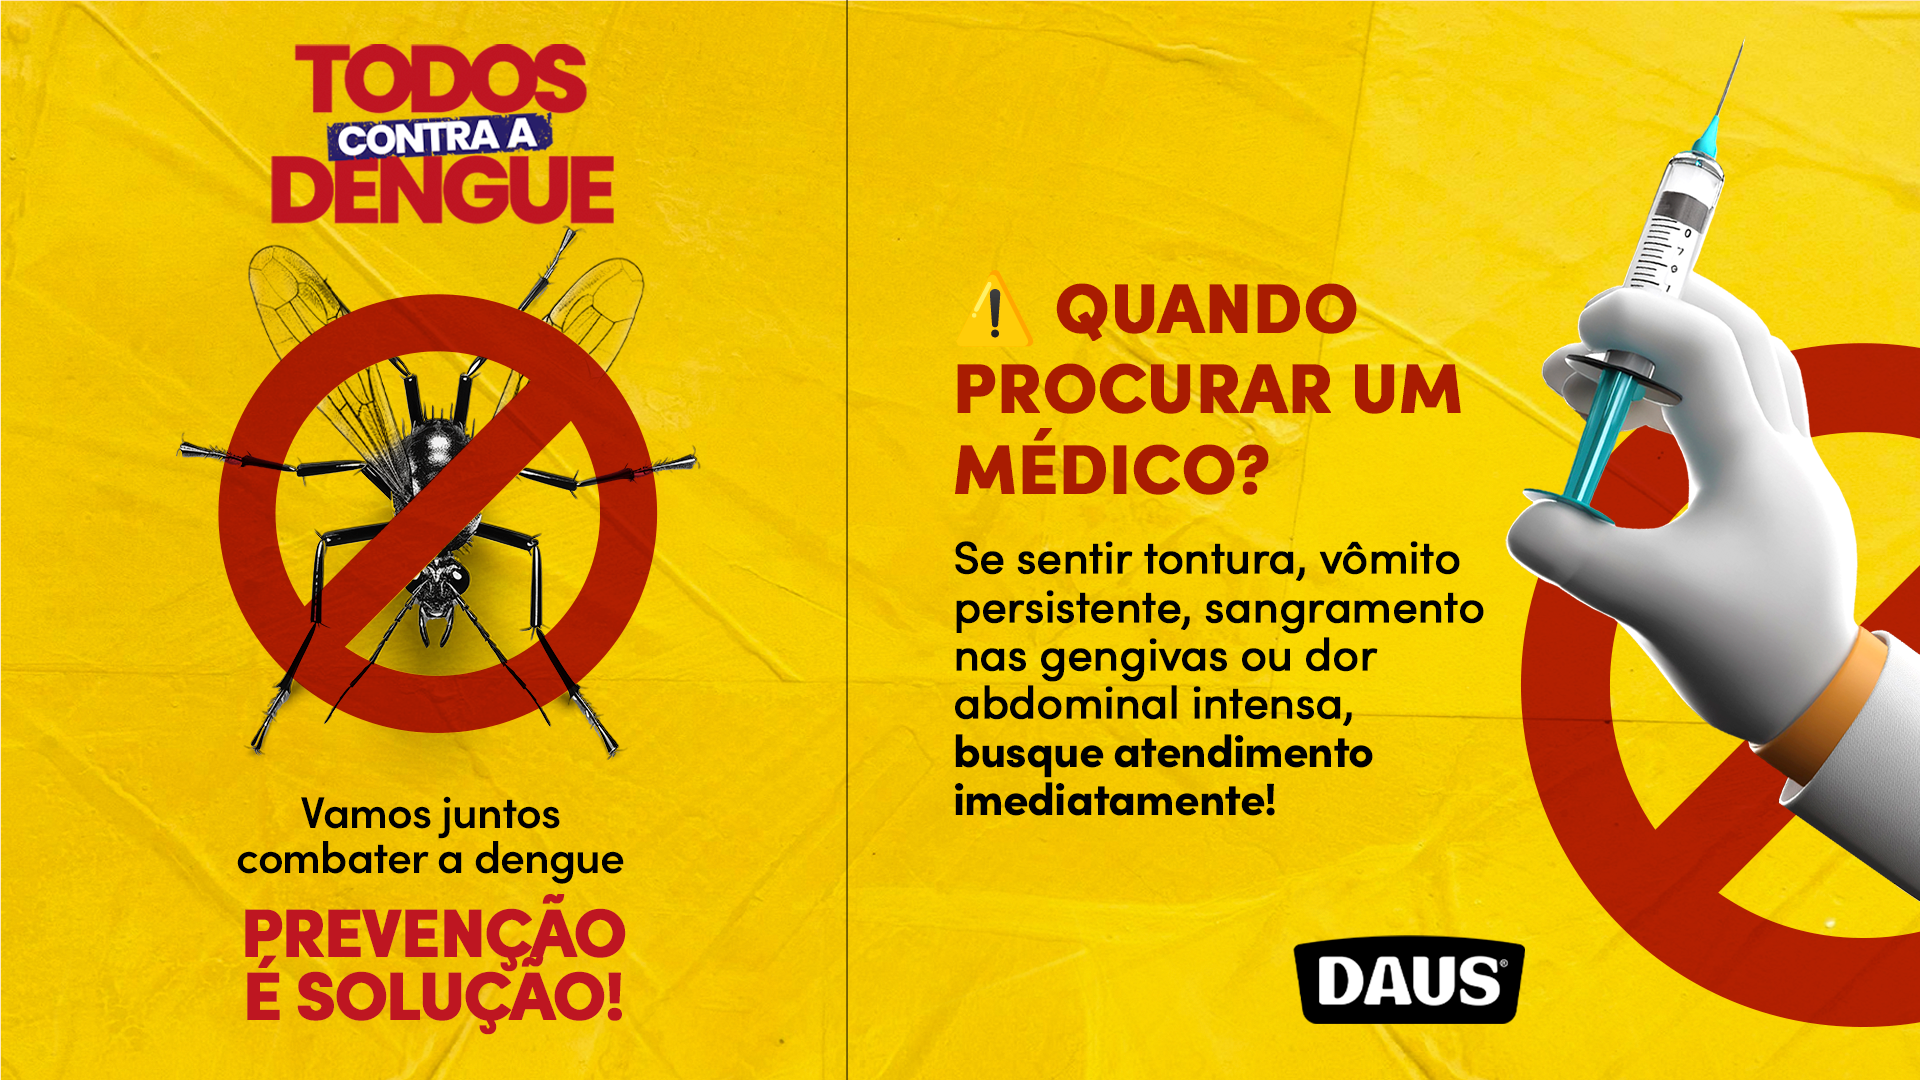 TODOS
CONTRA A
DENGUE
Vamos juntos
combater a dengue
PREVENÇÃO
É SOLUÇÃO!
⚠️ QUANDO
PROCURAR UM
MÉDICO?
Se sentir tontura, vômito
persistente, sangramento
nas gengivas ou dor
abdominal intensa,
busque atendimento
imediatamente!
DAUS®